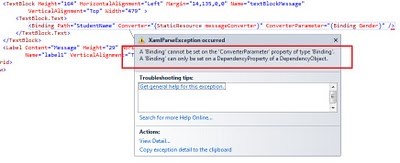 <TextBlock Height="104" HorizontalAlignment="Left" Margin="14,135,0,0" Name="textBlockMessage"
VerticalAlignment="Top" Width="479" >
<TextBlock.Text>
<Binding Path="StudentName" Converter="{StaticResource messageConverter}" ConverterParameter="{Binding Gender}" />
</TextBlock.Text>
</TextBlock>
<Label Content="Message" Height="29"
Name="label1" VerticalAlignment="T
XamlParseException occurred
A 'Binding' cannot be set on the 'ConverterParameter' property of type 'Binding'.
A 'Binding' can only be set on a DependencyProperty of a DependencyObject.
Troubleshooting tips:
Get general help for this exception.
Search for more Help Online...
Actions:
View Detail...
Copy exception detail to the clipboard